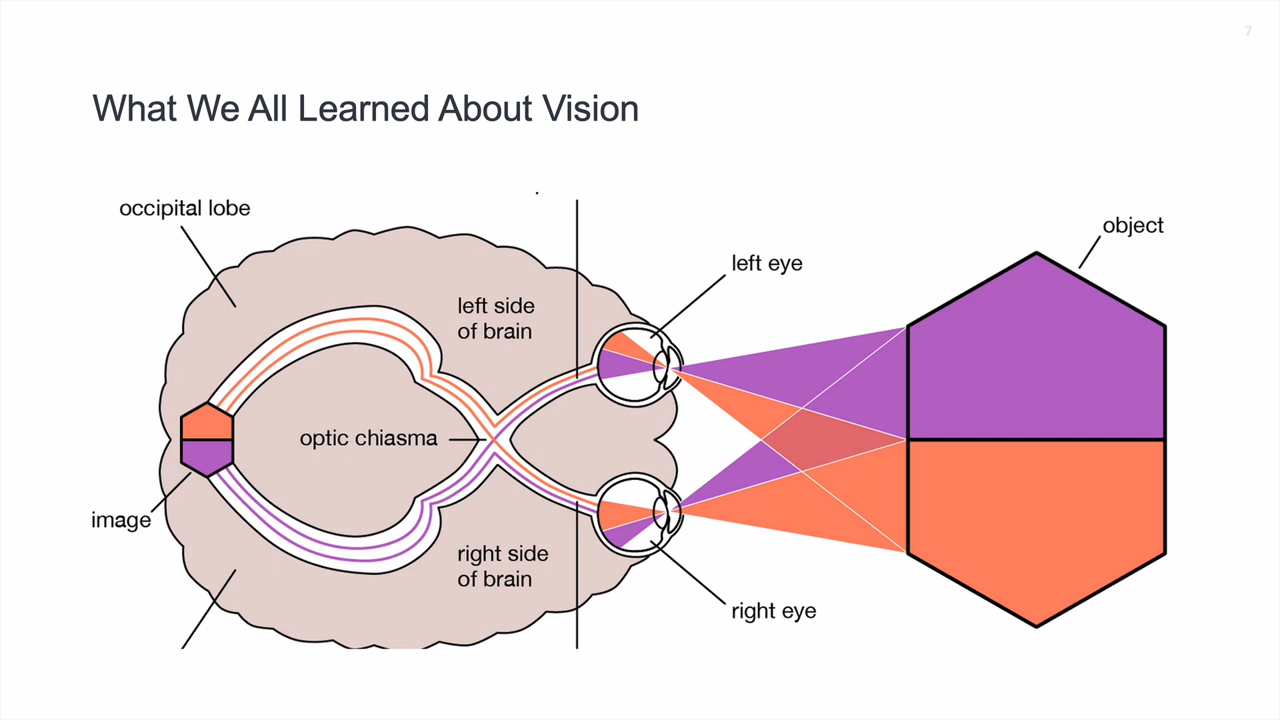 7
What We All Learned About Vision
occipital lobe
object
left eye
left side
of brain
optic chiasma
image
right side
of brain
right eye